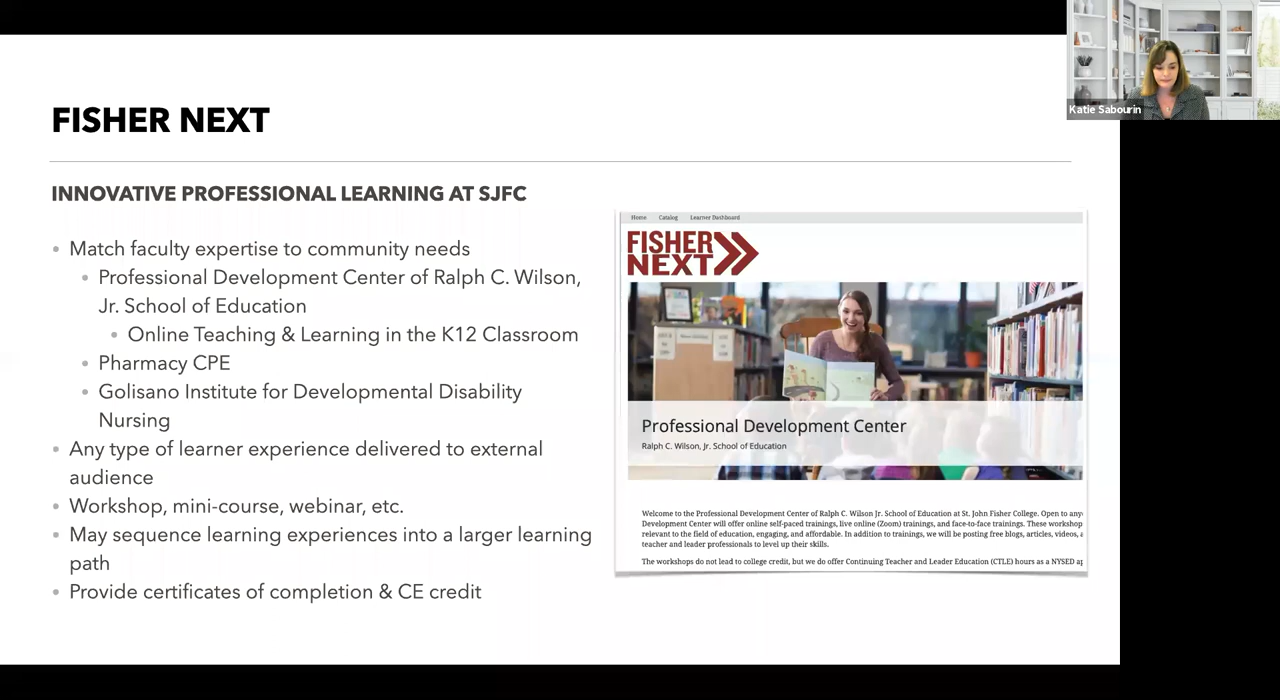 Katie Sabourin
FISHER NEXT
INNOVATIVE PROFESSIONAL LEARNING AT SJFC
Match faculty expertise to community needs
Professional Development Center of Ralph C. Wilson,
Jr. School of Education
Online Teaching & Learning in the K12 Classroom
Pharmacy CPE
Golisano Institute for Developmental Disability
Nursing
Any type of learner experience delivered to external
audience
Workshop, mini-course, webinar, etc.
May sequence learning experiences into a larger learning
path
Provide certificates of completion & CE credit
Home Catalog Learner Dashboard
FISHER
NEXT
Professional Development Center
Ralph C. Wilson, Jr. School of Education
Welcome to the Professional Development Center of Ralph C. Wilson Jr. School of Education at St. John Fisher College. Open to any
Development Center will offer online self-paced trainings, live online (Zoom) trainings, and face-to-face trainings. These workshop
relevant to the field of education, engaging, and affordable. In addition to trainings, we will be posting free blogs, articles, videos,
teacher and leader professionals to level up their skills.
The workshops do not lead to college credit, but we do offer Continuing Teacher and Leader Education (CTLE) hours as a NYSED